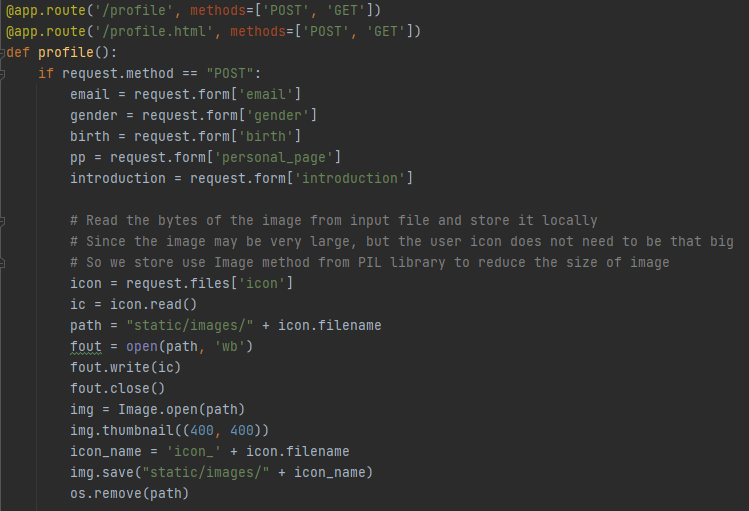 @app.route('/profile', methods=['POST', 'GET'])
@app.route('/profile.html', methods=['POST', 'GET'])
def profile():
    if request.method == "POST":
        email = request.form['email']
        gender = request.form['gender']
        birth = request.form['birth']
        pp = request.form['personal_page']
        introduction = request.form['introduction']

        # Read the bytes of the image from input file and store it locally
        # Since the image may be very large, but the user icon does not need to be that big
        # So we store use Image method from PIL library to reduce the size of image
        icon = request.files['icon']
        ic = icon.read()
        path = "static/images/" + icon.filename
        fout = open(path, 'wb')
        fout.write(ic)
        fout.close()
        img = Image.open(path)
        img.thumbnail((400, 400))
        icon_name = 'icon_' + icon.filename
        img.save("static/images/" + icon_name)
        os.remove(path)